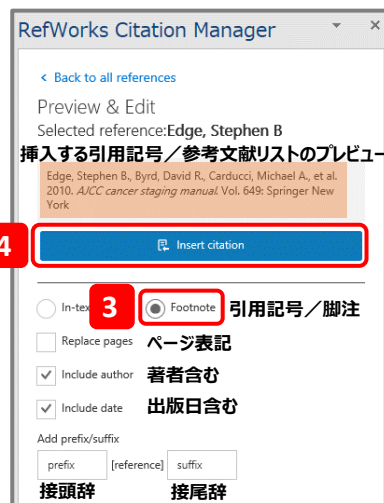 RefWorks Citation Manager
Back to all references
Preview & Edit
Selected reference:Edge, Stephen B
挿入する引用記号／参考文献リストのプレビュー
Edge, Stephen B., Byrd, David R., Carducci, Michael A., et al.
2010. AJCC cancer staging manual. Vol. 649: Springer New
York
4 Insert citation
In-tex 3 Footnote 引用記号／脚注
Replace pages ページ表記
Include author 著者含む
Include date 出版日含む
Add prefix/suffix
prefix [reference] suffix
接頭辞 接尾辞